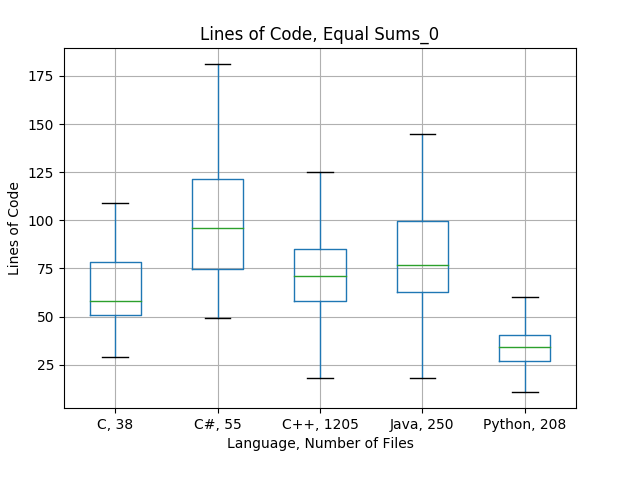 Lines of Code, Equal Sums_0
Lines of Code
175
150
125
100
75
50
25
C, 38
C#, 55
C++, 1205
Java, 250
Python, 208
Language, Number of Files